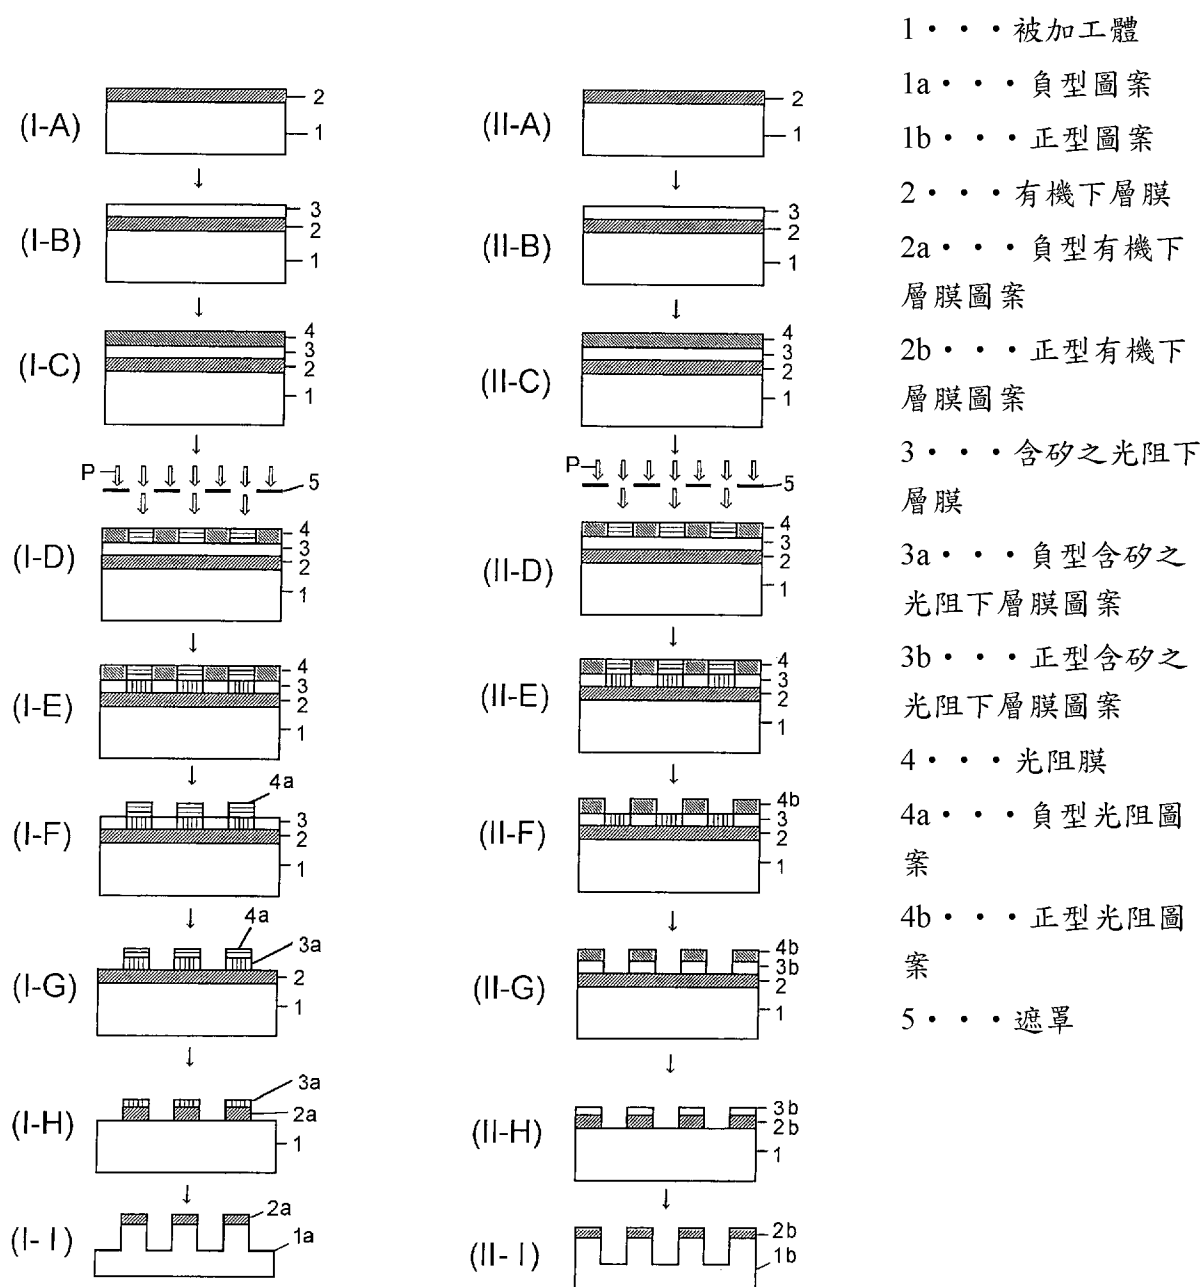 (I-A)
2
1
(I-B)
3
2
1
(I-C)
4
3
2
1
P
5
(I-D)
4
3
2
1
(I-E)
4
3
2
1
(I-F)
4a
3
2
1
(I-G)
4a
3a
2
1
(I-H)
3a
2a
1
(I-I)
2a
1a
(II-A)
2
1
(II-B)
3
2
1
(II-C)
4
3
2
1
P
5
(II-D)
4
3
2
1
(II-E)
4
3
2
1
(II-F)
4b
3
2
1
(II-G)
4b
3b
2
1
(II-H)
3b
2b
1
(II-I)
2b
1b
1・・・被加工體
1a・・・負型圖案
1b・・・正型圖案
2・・・有機下層膜
2a・・・負型有機下
層膜圖案
2b・・・正型有機下
層膜圖案
3・・・含矽之光阻下
層膜
3a・・・負型含矽之
光阻下層膜圖案
3b・・・正型含矽之
光阻下層膜圖案
4・・・光阻膜
4a・・・負型光阻圖
案
4b・・・正型光阻圖
案
5・・・遮罩